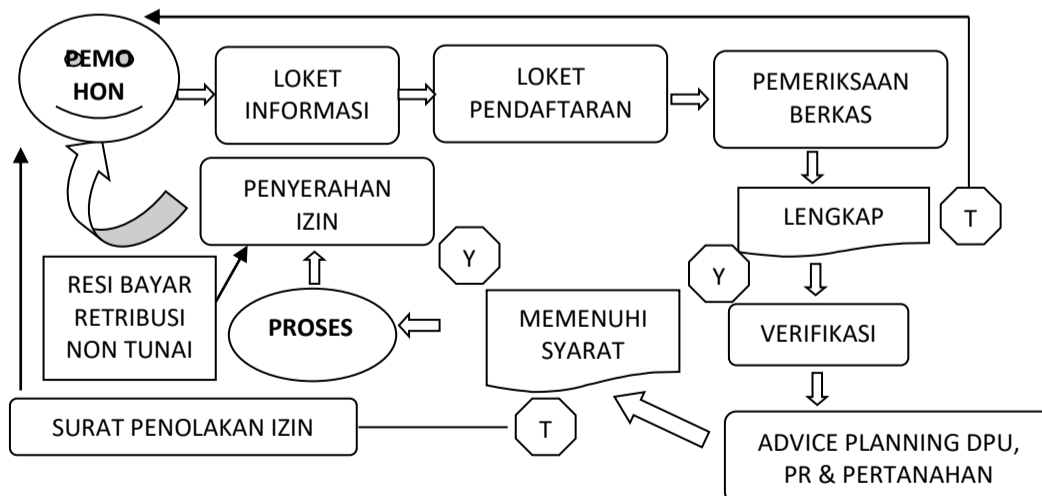 PEMO
HON
LOKET
INFORMASI
LOKET
PENDAFTARAN
PEMERIKSAAN
BERKAS
PENYERAHAN
IZIN
LENGKAP
T
Y
Y
RESI BAYAR
RETRIBUSI
NON TUNAI
PROSES
MEMENUHI
SYARAT
VERIFIKASI
SURAT PENOLAKAN IZIN
T
ADVICE PLANNING DPU,
PR & PERTANAHAN